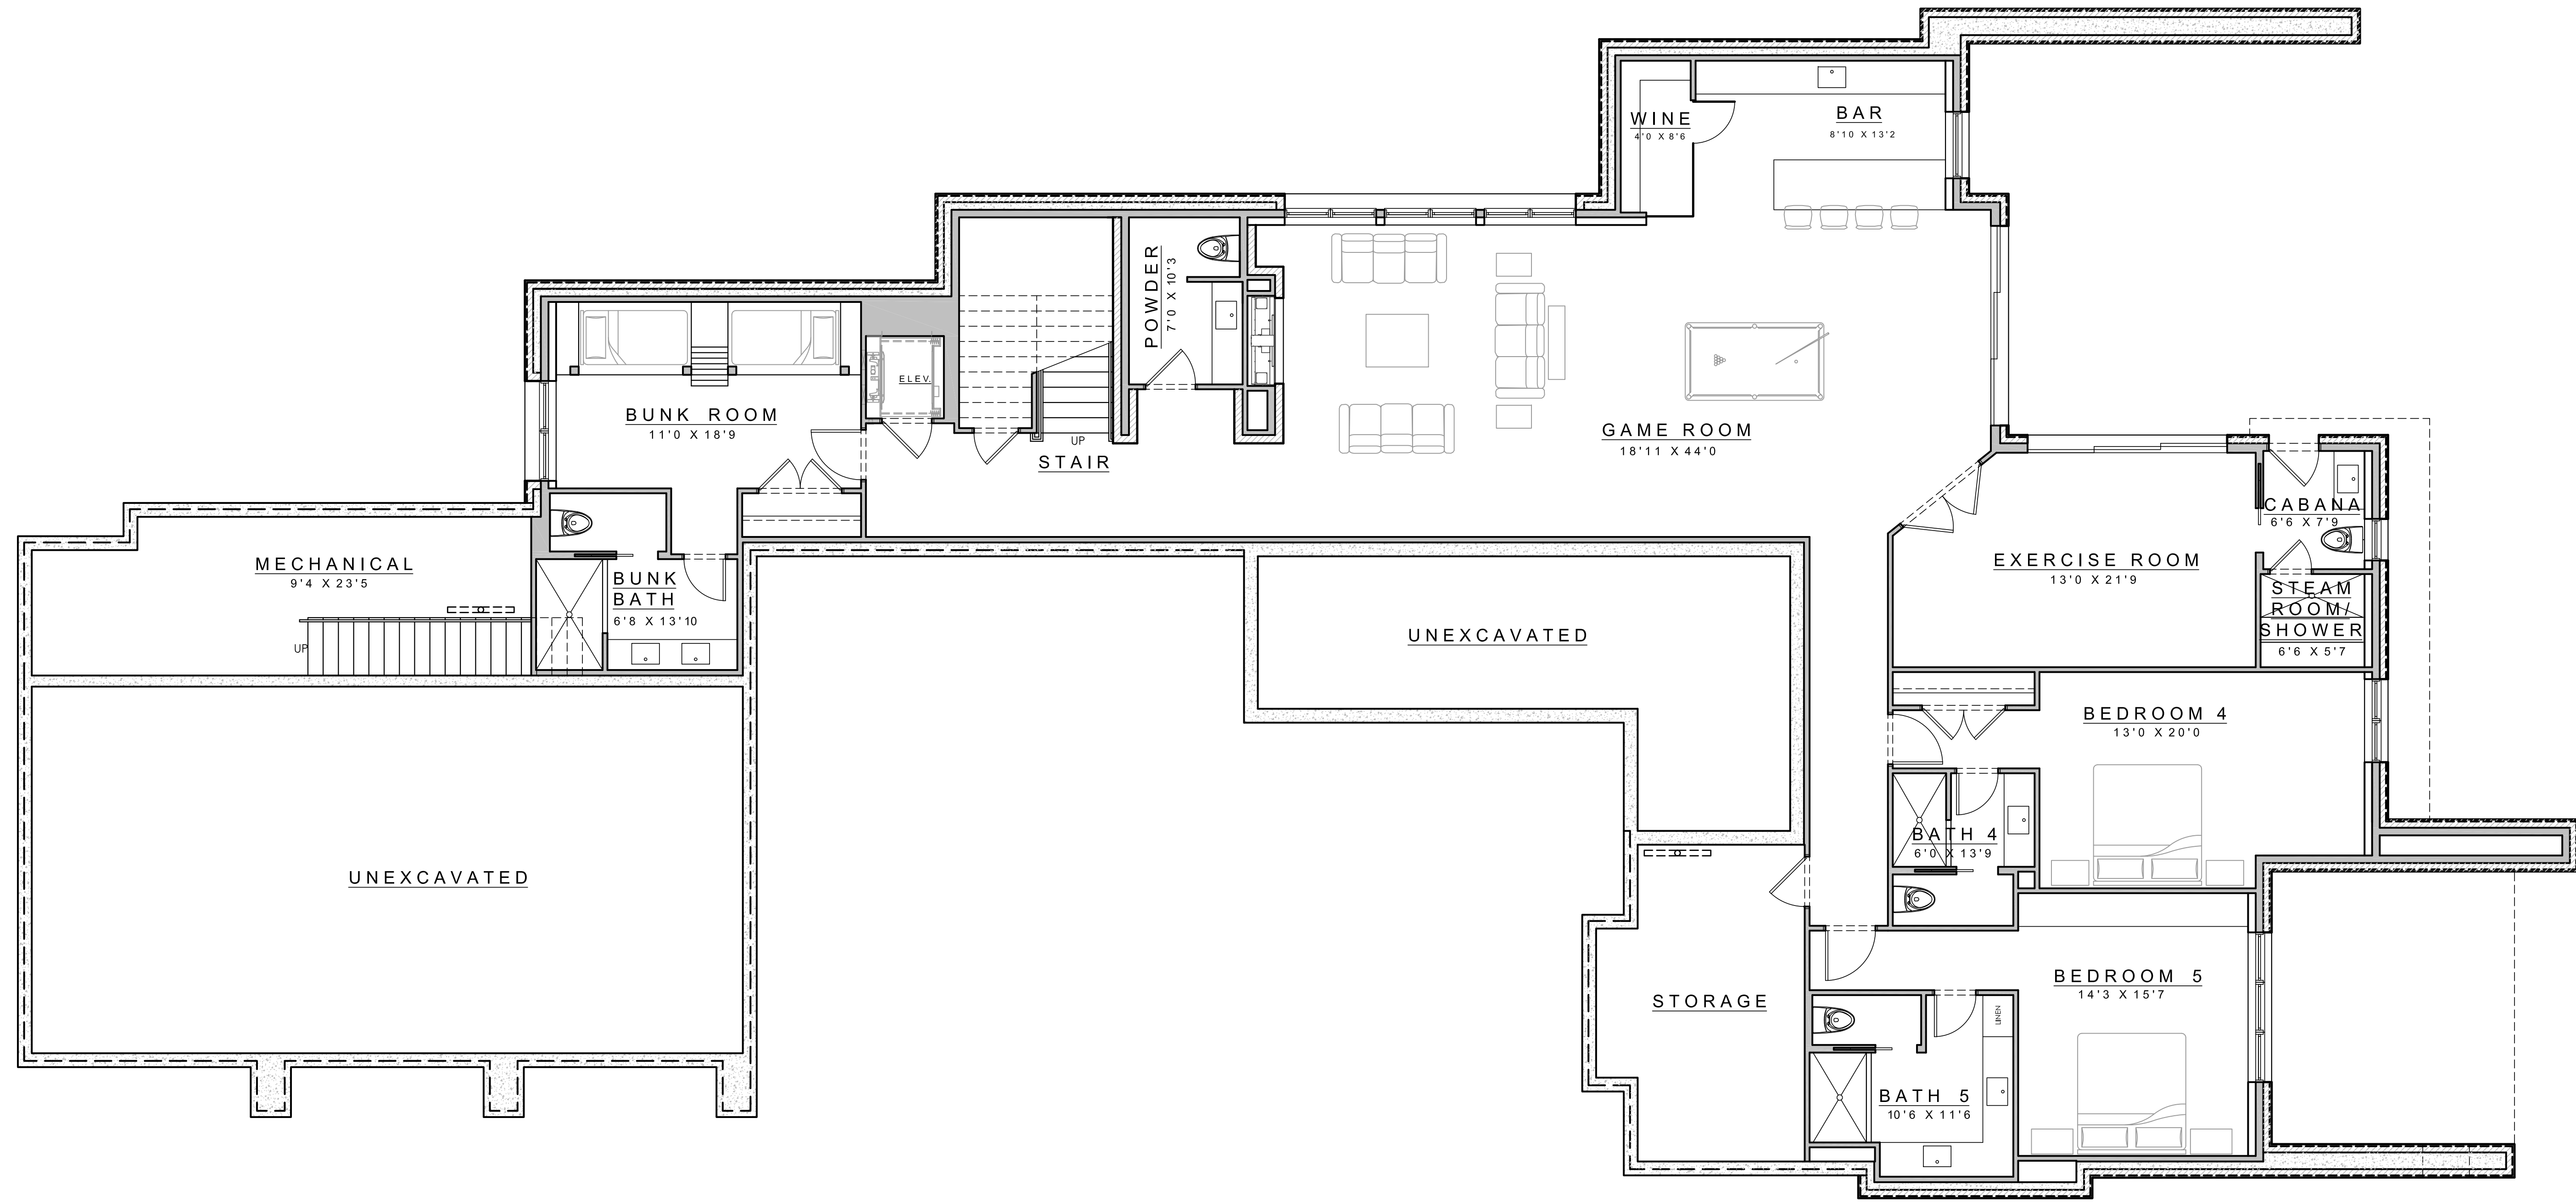 WINE
4'0 X 8'6
BAR
8'10 X 13'2
POWDER
7'0 X 10'3
ELEV.
BUNK ROOM
11'0 X 18'9
UP
STAIR
GAME ROOM
18'11 X 44'0
CABANA
6'6 X 7'9
MECHANICAL
9'4 X 23'5
BUNK
BATH
6'8 X 13'10
UP
EXERCISE ROOM
13'0 X 21'9
STEAM
ROOM/
SHOWER
6'6 X 5'7
UNEXCAVATED
BEDROOM 4
13'0 X 20'0
BATH 4
6'0 X 13'9
UNEXCAVATED
BEDROOM 5
14'3 X 15'7
STORAGE
LINEN
BATH 5
10'6 X 11'6